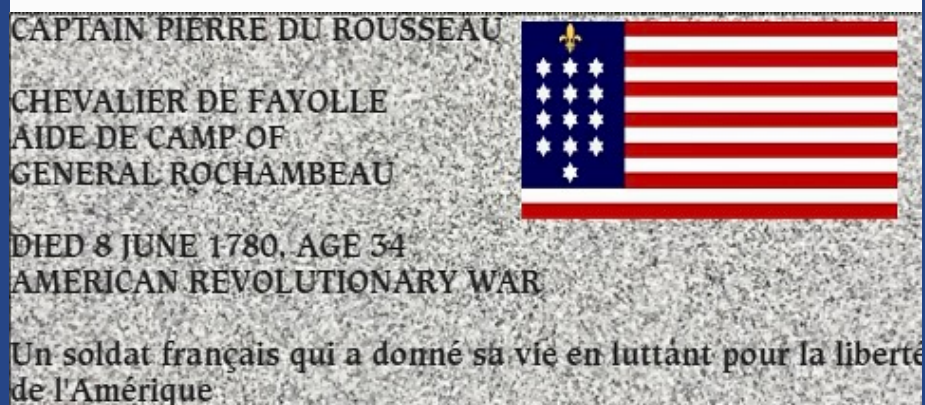 CAPTAIN PIERRE DU ROUSSEAU
CHEVALIER DE FAYOLLE
AIDE DE CAMP OF
GENERAL ROCHAMBEAU
DIED 8 JUNE 1780, AGE 34
AMERICAN REVOLUTIONARY WAR
Un soldat français qui a donné sa vie en luttant pour la liberté
de l'Amérique